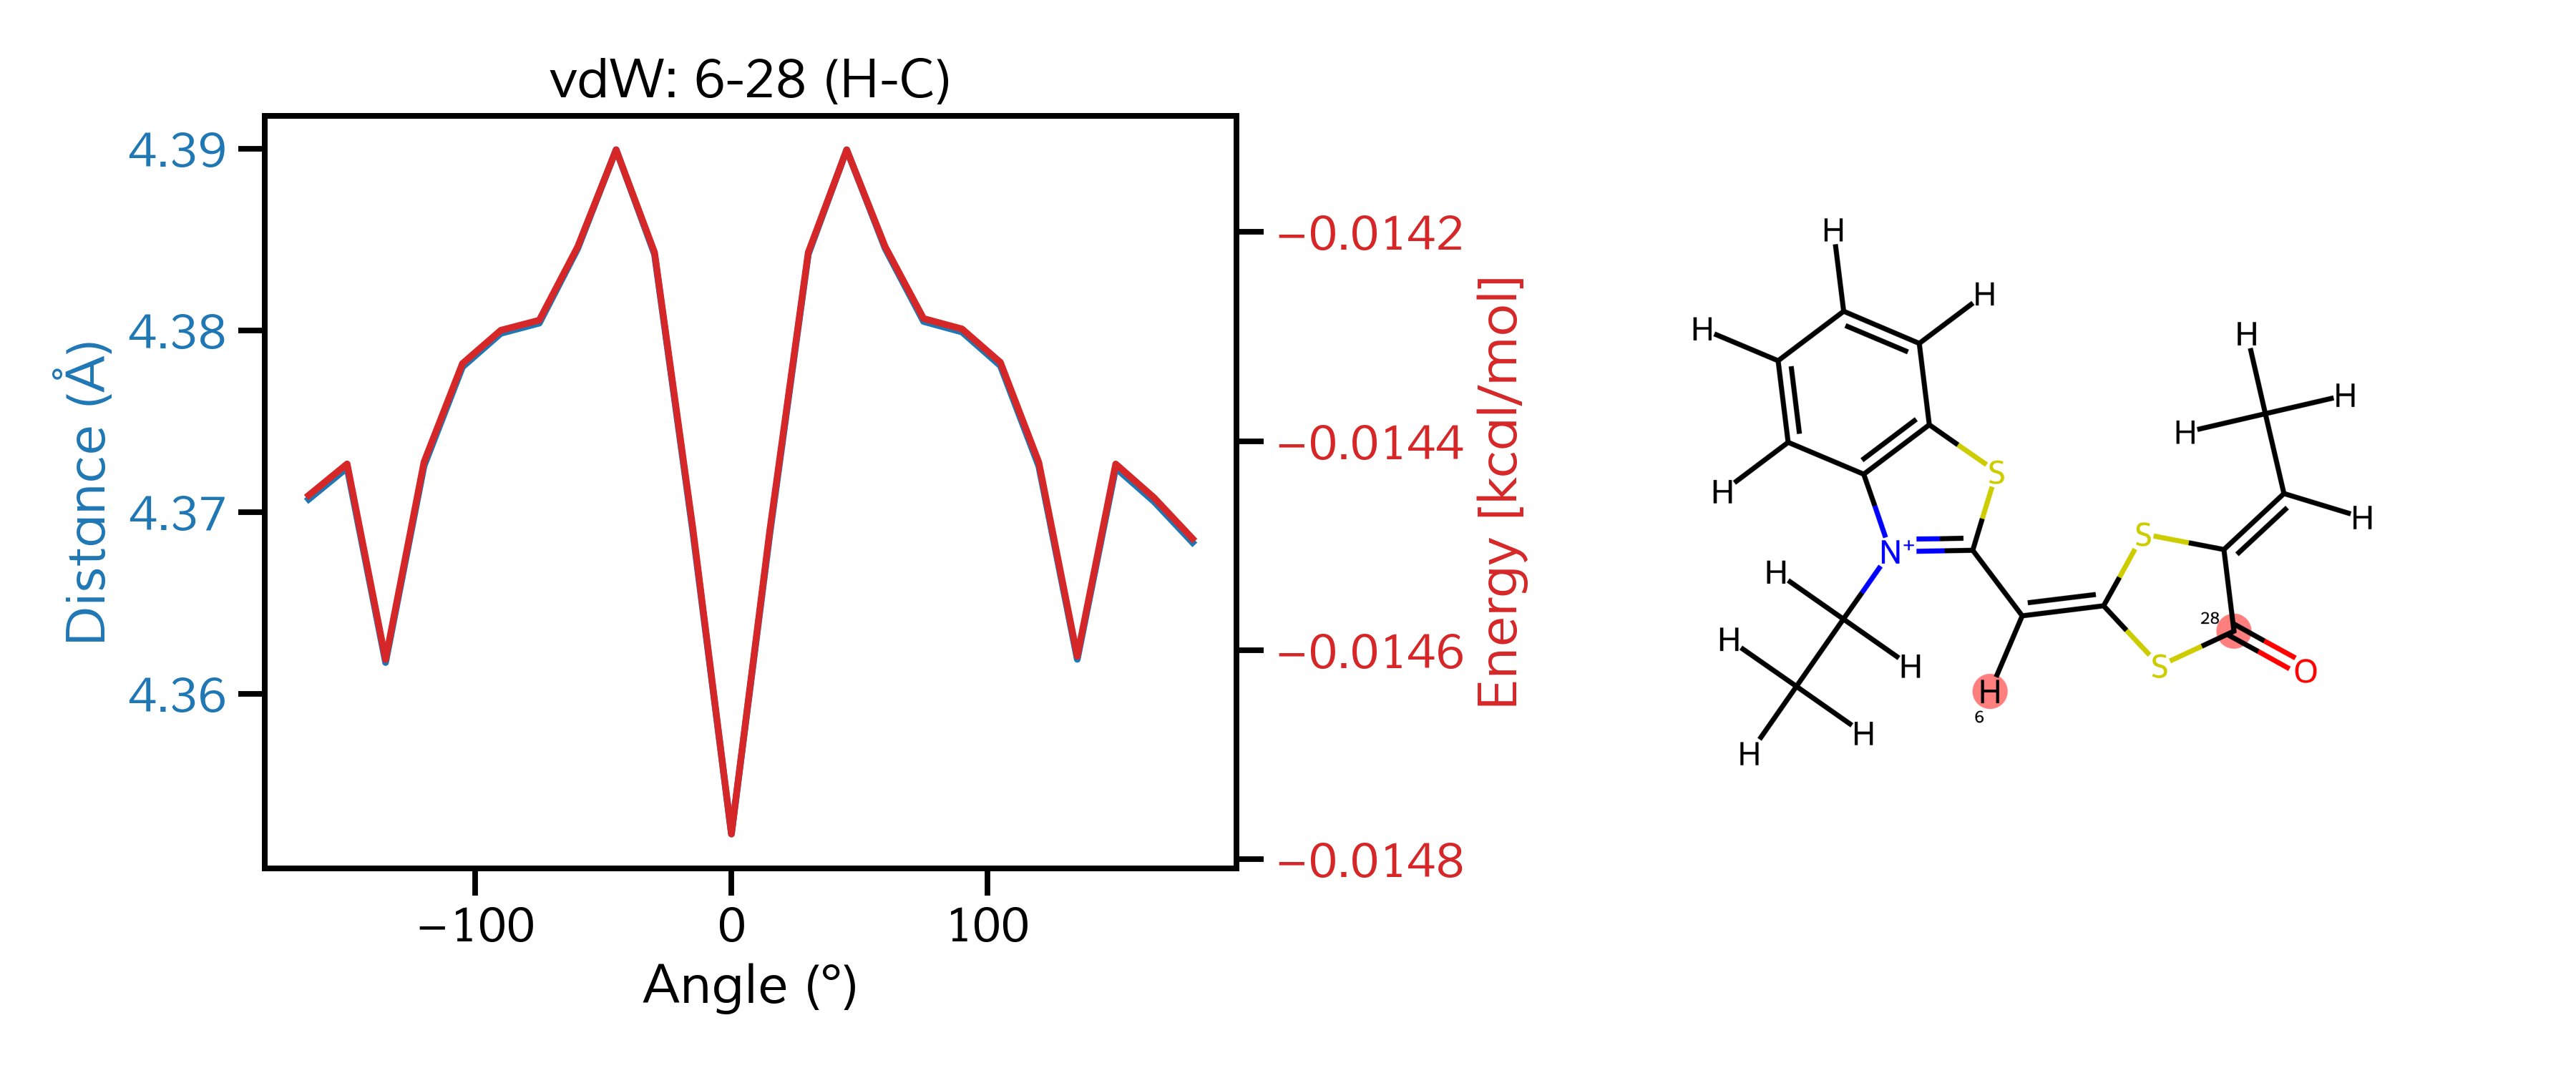 vdW: 6-28 (H-C)
4.39
4.38
4.37
4.36
Distance (Å)
−0.0142
−0.0144
−0.0146
−0.0148
Energy [kcal/mol]
−100 0 100
Angle (°)
H
H
H
H
H
H
H
S
H
S
N+
H
H
28
H
H
S
O
H
6
H
H